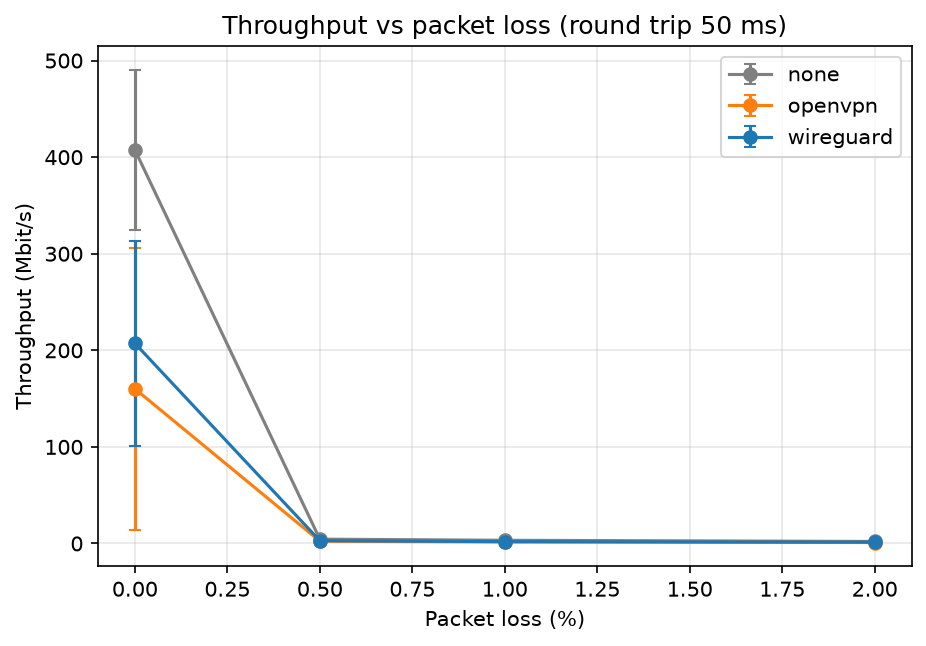 Throughput vs packet loss (round trip 50 ms)
none
openvpn
wireguard
Throughput (Mbit/s)
500
400
300
200
100
0
0.00 0.25 0.50 0.75 1.00 1.25 1.50 1.75 2.00
Packet loss (%)